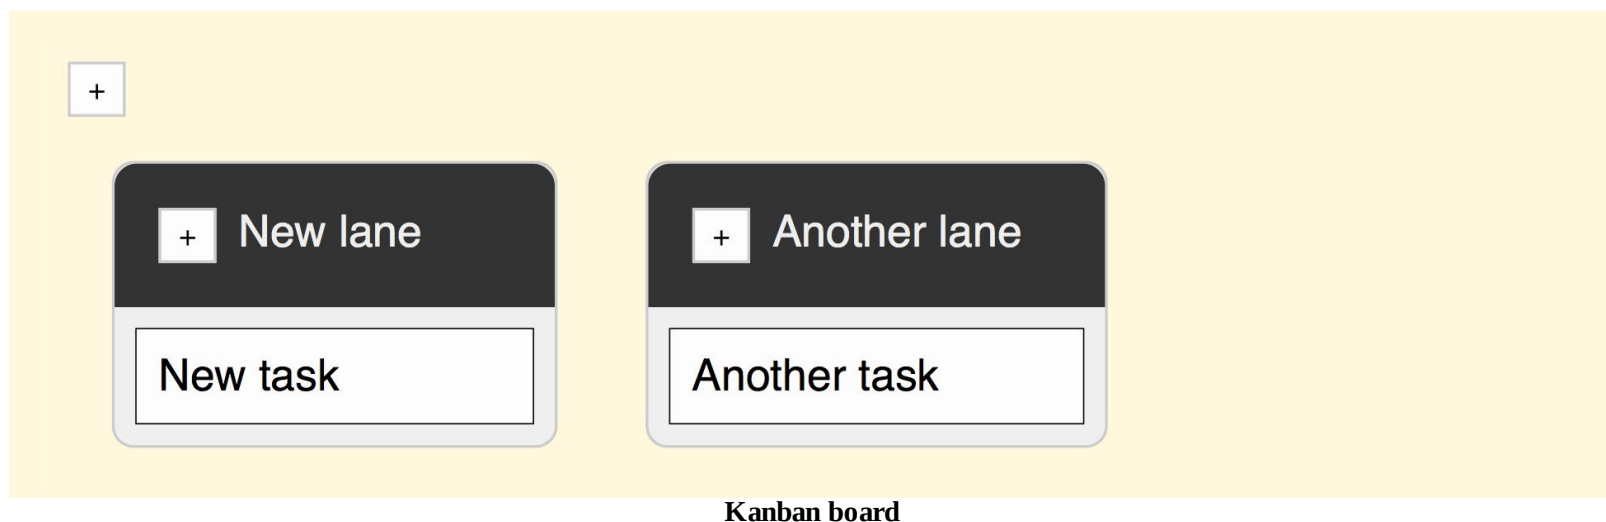 +
+ New lane
+ Another lane
New task
Another task
Kanban board